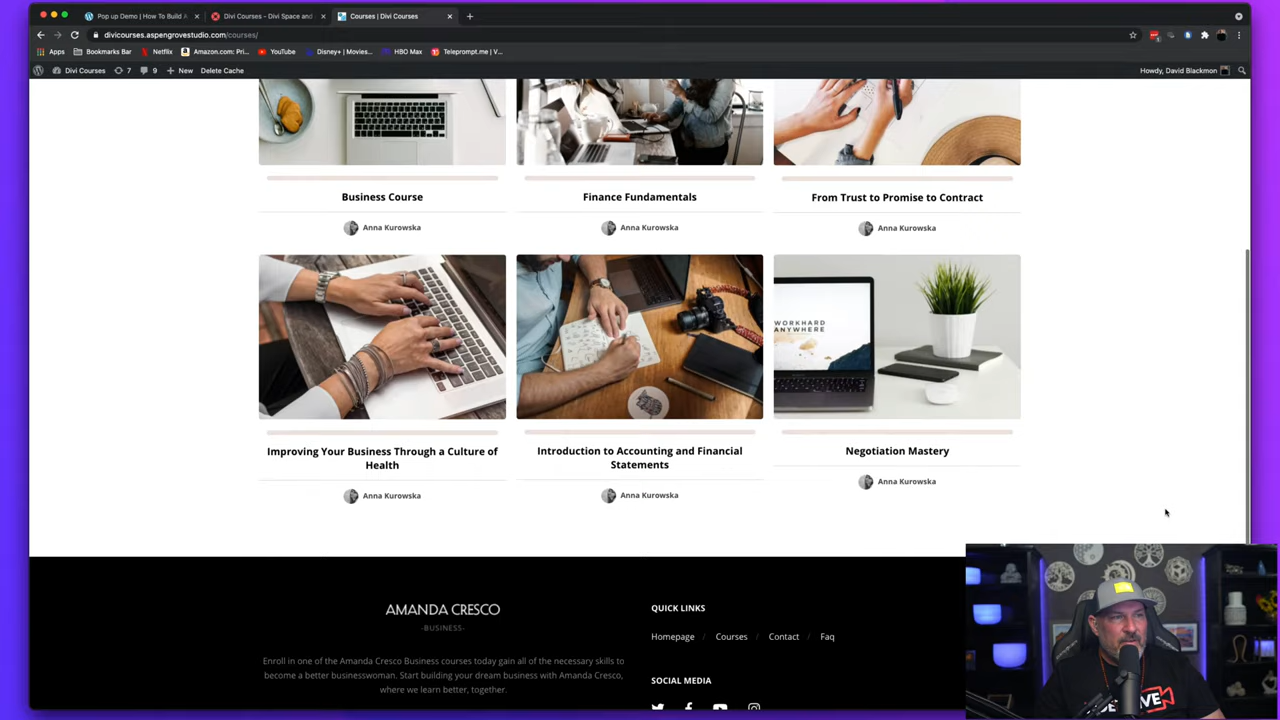 Pop up Demo | How To Build A
Divi Courses – Divi Space and
Courses | Divi Courses
divicourses.aspengrovestudio.com/courses/
Apps
Bookmarks Bar
Netflix
Amazon.com: Pri...
YouTube
Disney+ | Movies...
HBO Max
Teleprompt.me | V...
Divi Courses 7 9 New Delete Cache
Howdy, David Blackmon
Business Course
Finance Fundamentals
From Trust to Promise to Contract
Anna Kurowska
Anna Kurowska
Anna Kurowska
WORKHARD
ANYWHERE
Improving Your Business Through a Culture of
Health
Introduction to Accounting and Financial
Statements
Negotiation Mastery
Anna Kurowska
Anna Kurowska
Anna Kurowska
AMANDA CRESCO
-BUSINESS-
Enroll in one of the Amanda Cresco Business courses today gain all of the necessary skills to
become a better businesswoman. Start building your dream business with Amanda Cresco,
where we learn better, together.
QUICK LINKS
Homepage / Courses / Contact / Faq
SOCIAL MEDIA